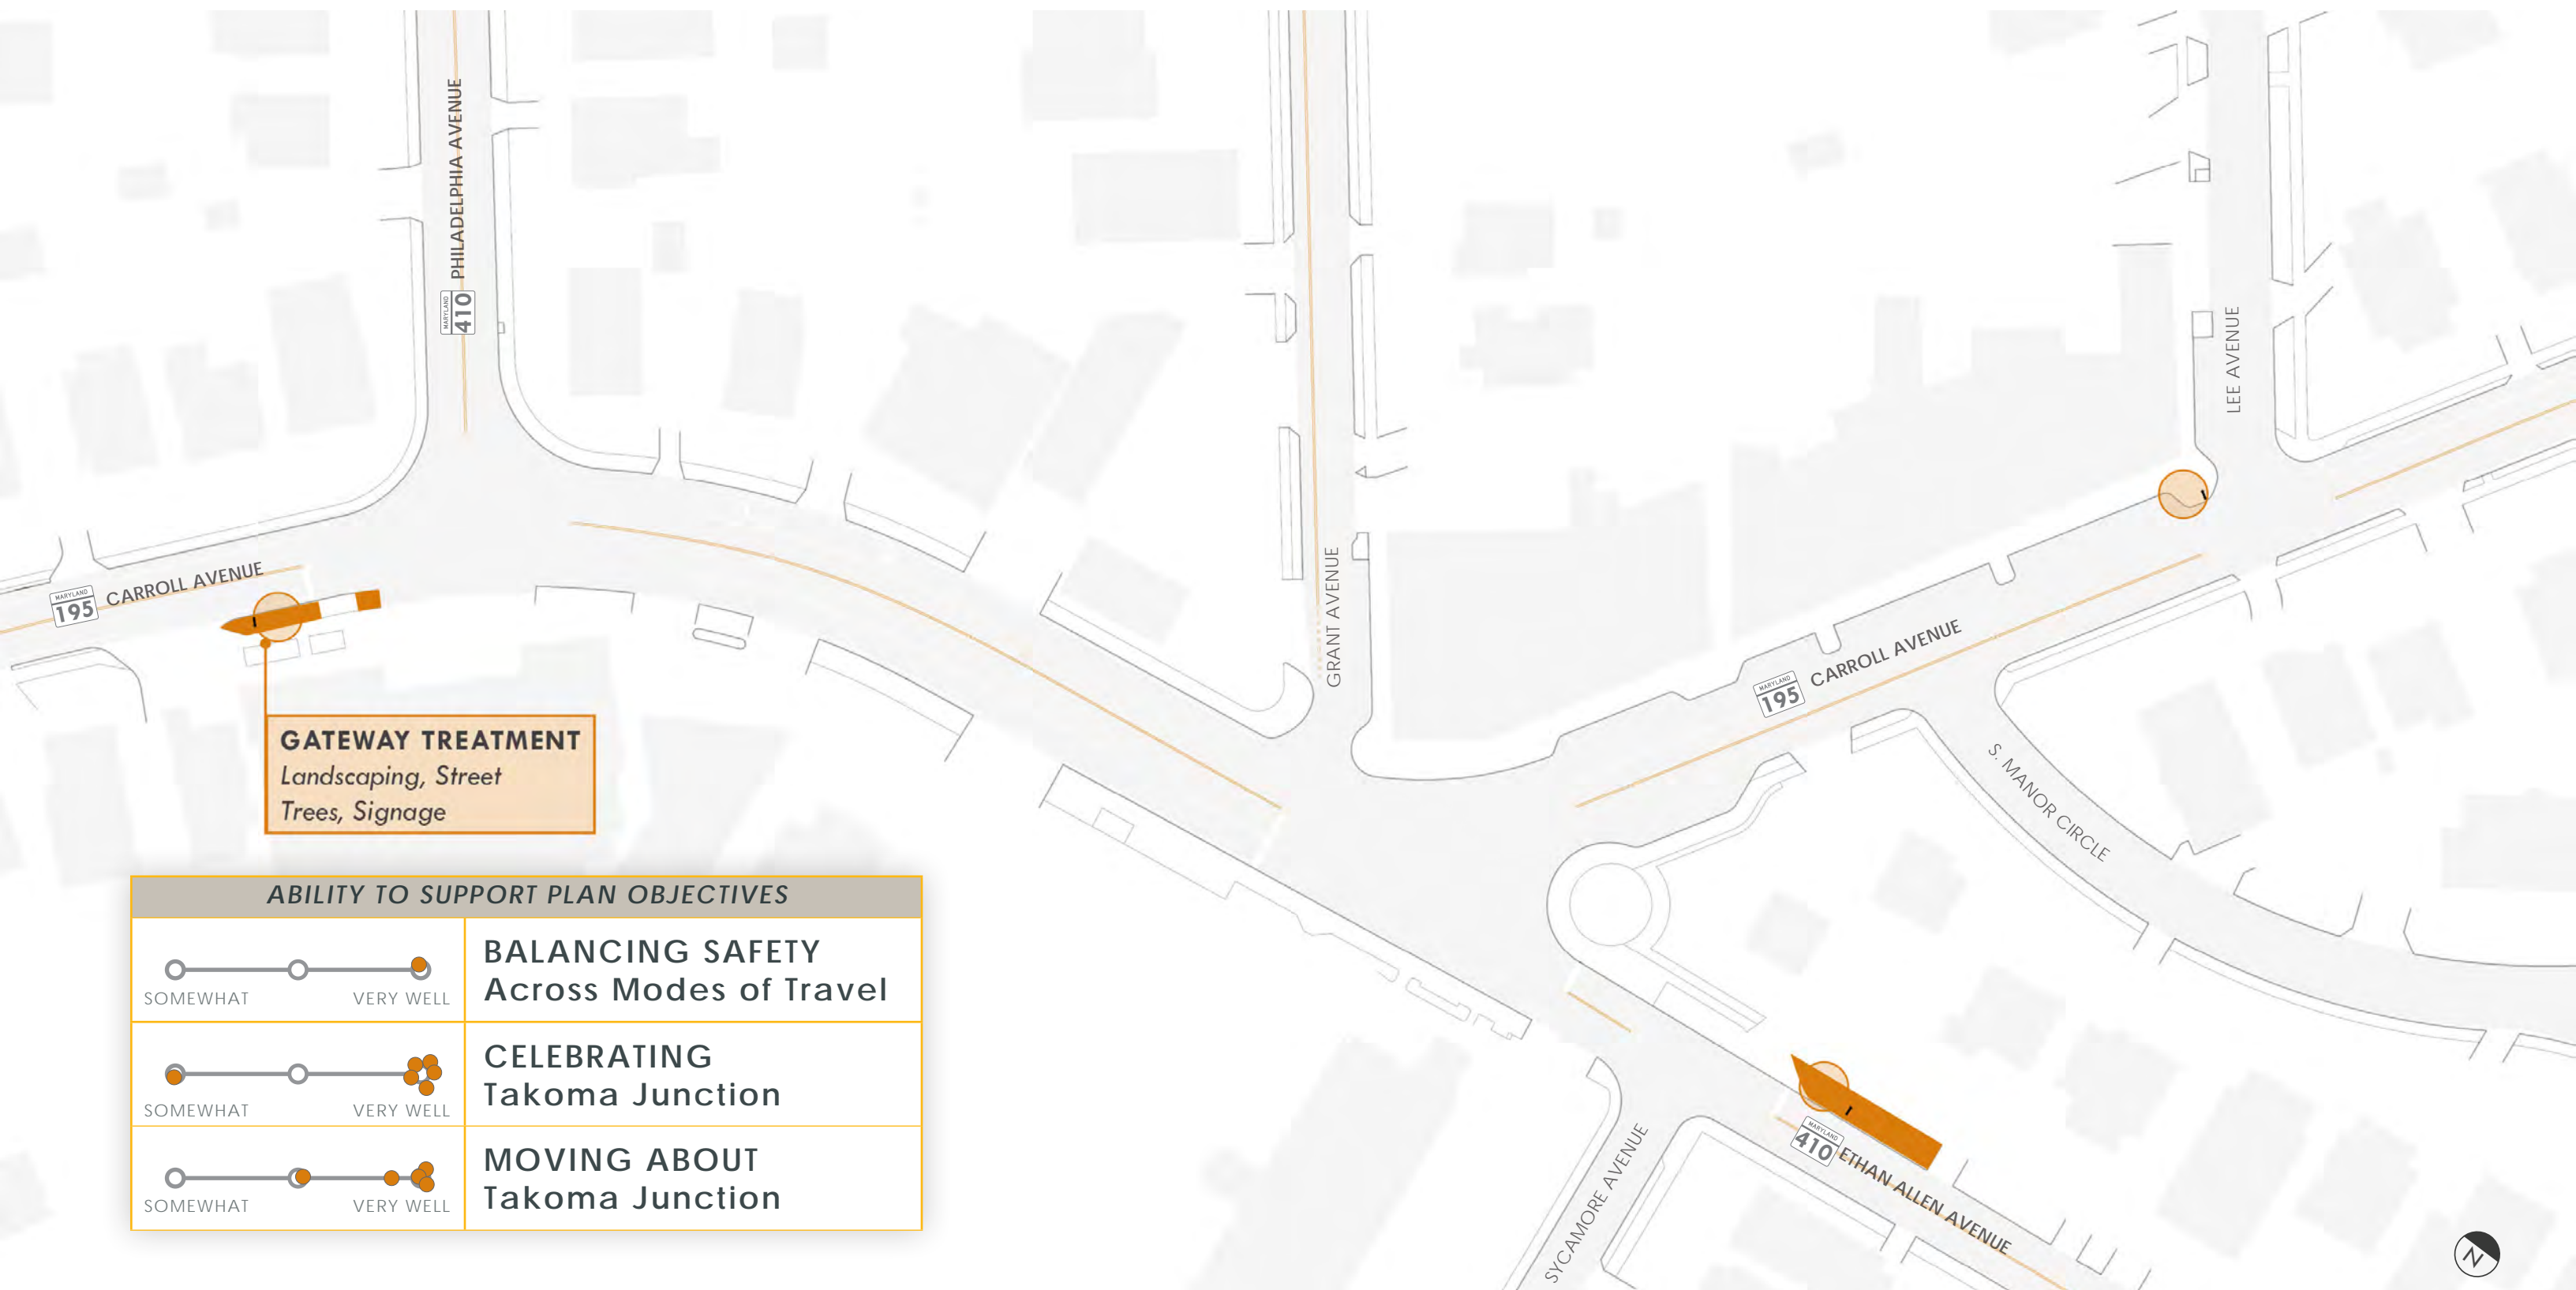 PHILADELPHIA AVENUE
MARYLAND
410
LEE AVENUE
GRANT AVENUE
MARYLAND
195
CARROLL AVENUE
MARYLAND
195
CARROLL AVENUE
S. MANOR CIRCLE
GATEWAY TREATMENT
Landscaping, Street
Trees, Signage
ABILITY TO SUPPORT PLAN OBJECTIVES
SOMEWHAT
VERY WELL
BALANCING SAFETY
Across Modes of Travel
SOMEWHAT
VERY WELL
CELEBRATING
Takoma Junction
SOMEWHAT
VERY WELL
MOVING ABOUT
Takoma Junction
SYCAMORE AVENUE
MARYLAND
410
ETHAN ALLEN AVENUE
N